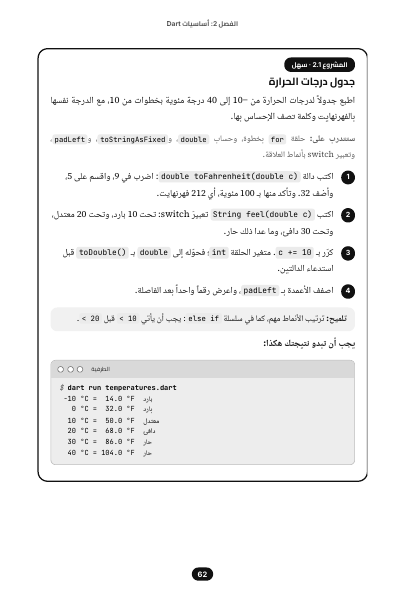 الفصل 2: أساسيات Dart
المشروع 2.1 · سهل
جدول درجات الحرارة
اطبع جدولاً لدرجات الحرارة من −10 إلى 40 درجة مئوية بخطوات من 10، مع الدرجة نفسها
بالفهرنهايت وكلمة تصف الإحساس بها.
ستتدرب على: حلقة for بخطوة، وحساب double، و toStringAsFixed، و padLeft،
وتعبير switch بأنماط العلاقة.
1 اكتب دالة double toFahrenheit(double c) : اضرب في 9، واقسم على 5،
وأضف 32. وتأكد منها بـ 100 مئوية، أي 212 فهرنهايت.
2 اكتب String feel(double c) تعبيرَ switch: تحت 10 بارد، وتحت 20 معتدل،
وتحت 30 دافئ، وما عدا ذلك حار.
3 كرّر بـ c += 10. متغير الحلقة int؛ فحوّله إلى double بـ toDouble() قبل
استدعاء الدالتين.
4 اضفف الأعمدة بـ padLeft، واعرض رقماً واحداً بعد الفاصلة.
تلميح: ترتيب الأنماط مهم، كما في سلسلة else if : يجب أن يأتي < 10 قبل < 20.
يجب أن تبدو نتيجتك هكذا:
الطرفية
$ dart run temperatures.dart
-10 °C =  14.0 °F  بارد
0 °C =  32.0 °F  بارد
10 °C =  50.0 °F  معتدل
20 °C =  68.0 °F  دافئ
30 °C =  86.0 °F  حار
40 °C = 104.0 °F  حار
62